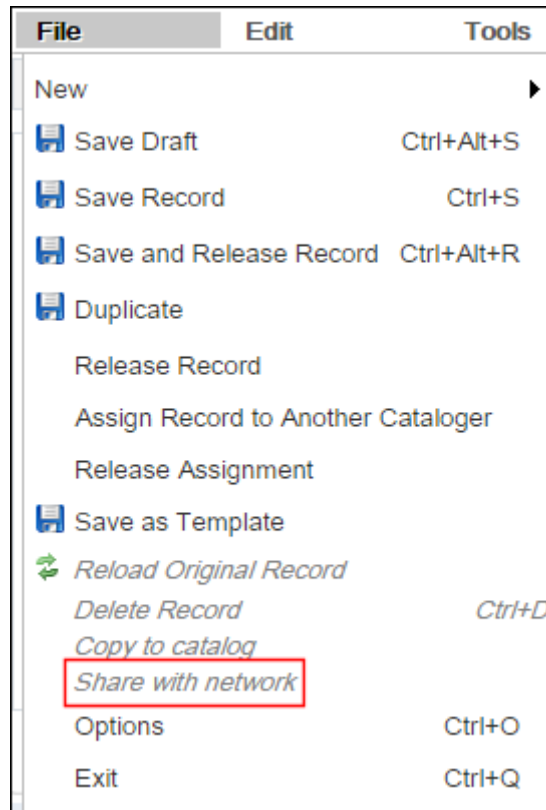 File Edit Tools
New
Save Draft Ctrl+Alt+S
Save Record Ctrl+S
Save and Release Record Ctrl+Alt+R
Duplicate
Release Record
Assign Record to Another Cataloger
Release Assignment
Save as Template
Reload Original Record
Delete Record Ctrl+D
Copy to catalog
Share with network
Options Ctrl+O
Exit Ctrl+Q